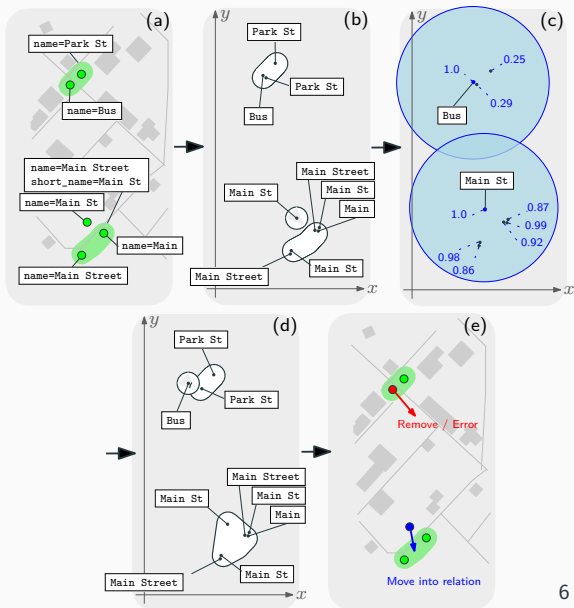 (a)
name=Park St
name=Bus
name=Main Street
short_name=Main St
name=Main St
name=Main
name=Main Street
y
(b)
Park St
Park St
Bus
Main Street
Main St
Main St
Main
Main Street
Main St
x
(c)
y
0.25
1.0
0.29
Bus
Main St
0.87
1.0
0.99
0.92
0.98
0.86
x
y
(d)
Park St
Park St
Bus
Main Street
Main St
Main St
Main
Main St
Main Street
x
(e)
Remove / Error
Move into relation
6